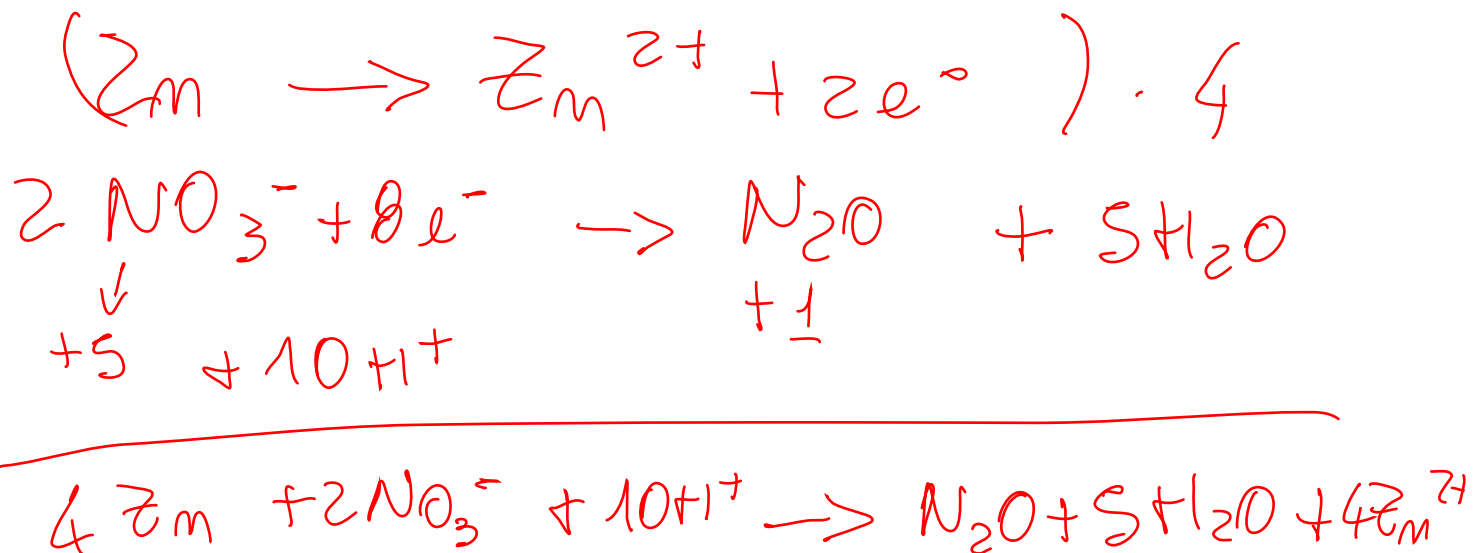 (Zn → Zn²⁺ + 2e⁻) · 4
2 NO₃⁻ + 8e⁻ → N₂O + 5H₂O
↓
+5 + 10H⁺ +1
4 Zn + 2NO₃⁻ + 10H⁺ → N₂O + 5H₂O + 4Zn²⁺